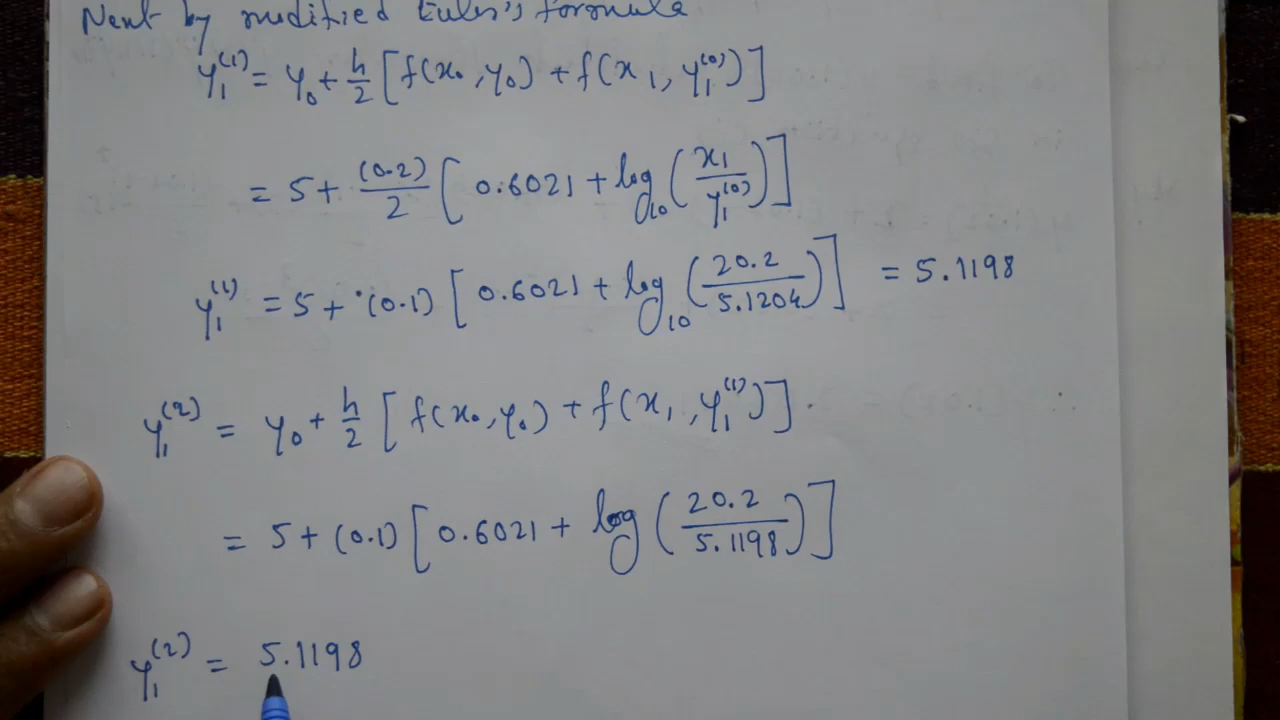 Next by modified Euler's formula
y₁⁽¹⁾ = y₀ + h/2 [f(x₀, y₀) + f(x₁, y₁⁽⁰⁾)]
= 5 + (0.2)/2 [0.6021 + log₁₀ (x₁/y₁⁽⁰⁾)]
y₁⁽¹⁾ = 5 + (0.1) [0.6021 + log₁₀ (20.2/5.1204)] = 5.1198
y₁⁽²⁾ = y₀ + h/2 [f(x₀, y₀) + f(x₁, y₁⁽¹⁾)]
= 5 + (0.1) [0.6021 + log (20.2/5.1198)]
y₁⁽²⁾ = 5.1198